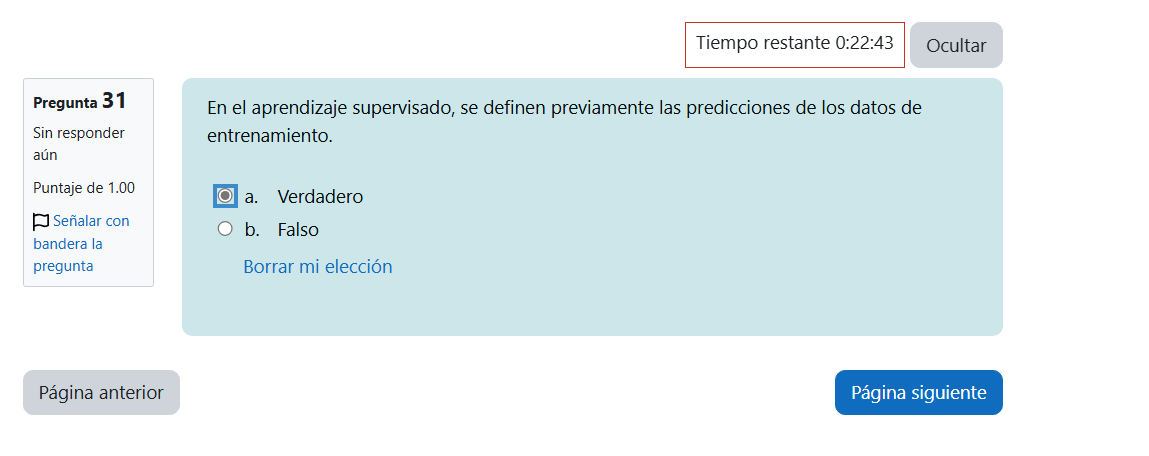 Tiempo restante 0:22:43
Ocultar
Pregunta 31
Sin responder
aún
Puntaje de 1.00
Señalar con
bandera la
pregunta
En el aprendizaje supervisado, se definen previamente las predicciones de los datos de
entrenamiento.
a. Verdadero
b. Falso
Borrar mi elección
Página anterior
Página siguiente